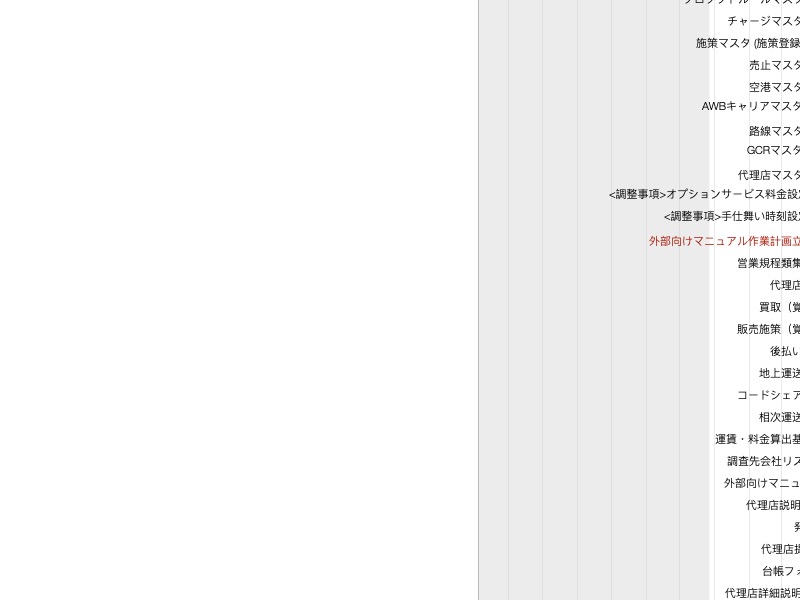 チャージマスタ
施策マスタ (施策登録
売止マスタ
空港マスタ
AWBキャリアマスタ
路線マスタ
GCRマスタ
代理店マスタ
<調整事項>オプションサービス料金設定
<調整事項>手仕舞い時刻設定
外部向けマニュアル作業計画立
営業規程類集
代理店
買取（覚
販売施策（覚
後払い
地上運送
コードシェア
相次運送
運賃・料金算出基
調査先会社リス
外部向けマニュ
代理店説明
代理店
台帳フォ
代理店詳細説明